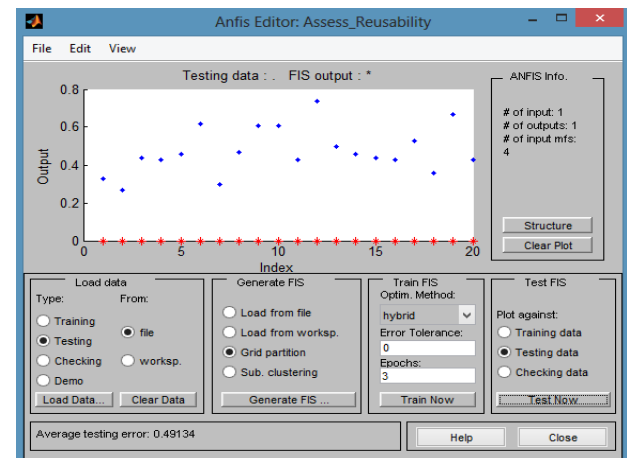 Anfis Editor: Assess_Reusability
File Edit View
Testing data : . FIS output : *
0.8
0.6
0.4
0.2
0
Output
0 5 10 15 20
Index
ANFIS Info.
# of input: 1
# of outputs: 1
# of input mfs:
4
Structure
Clear Plot
Load data
Type: From:
Training
Testing
Checking
Demo
file
worksp.
Load Data... Clear Data
Generate FIS
Load from file
Load from worksp.
Grid partition
Sub. clustering
Generate FIS ...
Train FIS
Optim. Method:
hybrid
Error Tolerance:
0
Epochs:
3
Train Now
Test FIS
Plot against:
Training data
Testing data
Checking data
Test Now
Average testing error: 0.49134
Help Close